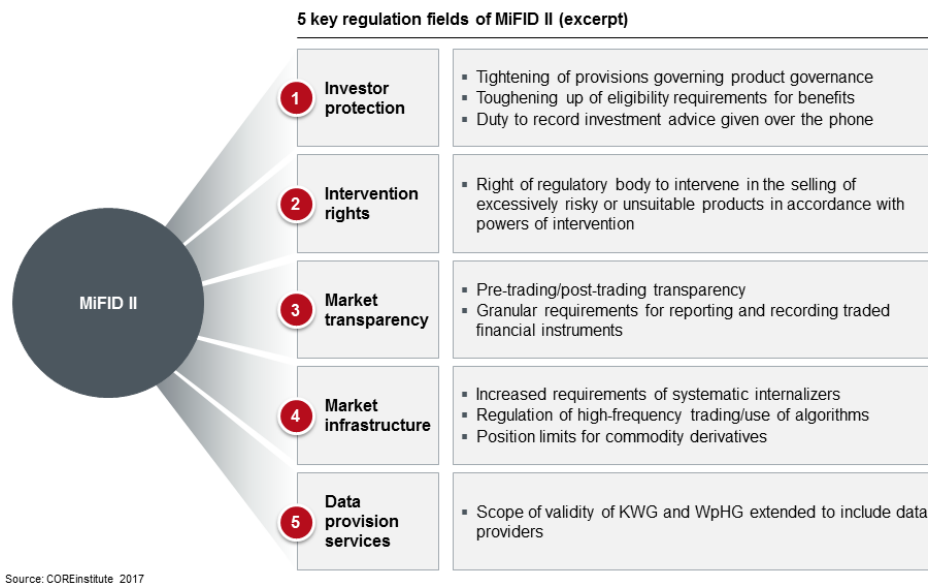 5 key regulation fields of MiFID II (excerpt)
MiFID II
1
Investor
protection
▪ Tightening of provisions governing product governance
▪ Toughening up of eligibility requirements for benefits
▪ Duty to record investment advice given over the phone
2
Intervention
rights
▪ Right of regulatory body to intervene in the selling of
excessively risky or unsuitable products in accordance with
powers of intervention
3
Market
transparency
▪ Pre-trading/post-trading transparency
▪ Granular requirements for reporting and recording traded
financial instruments
4
Market
infrastructure
▪ Increased requirements of systematic internalizers
▪ Regulation of high-frequency trading/use of algorithms
▪ Position limits for commodity derivatives
5
Data
provision
services
▪ Scope of validity of KWG and WpHG extended to include data
providers
Source: COREinstitute 2017